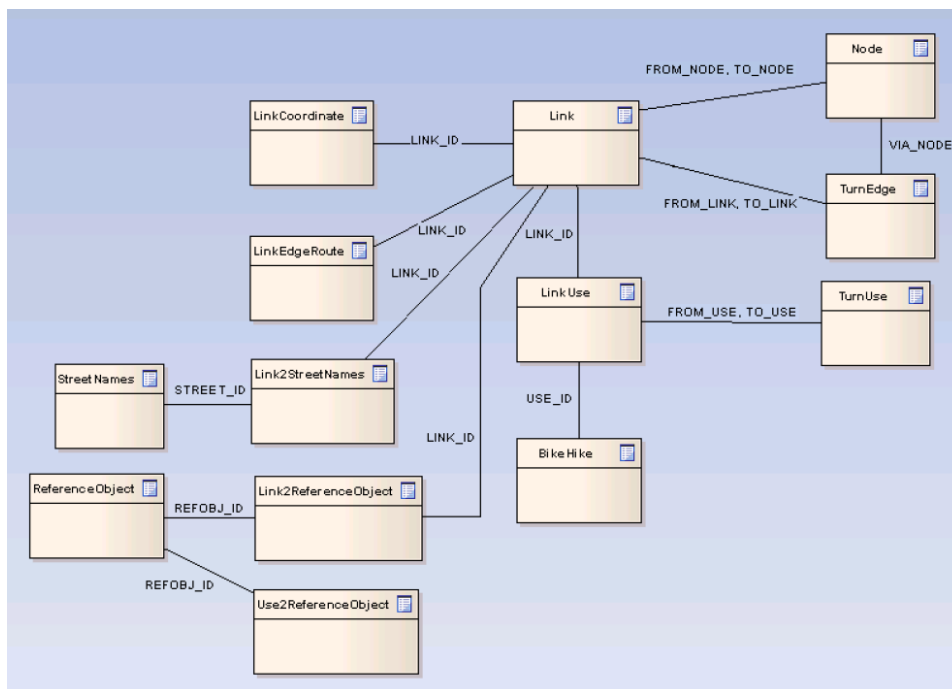 Node
FROM_NODE, TO_NODE
LinkCoordinate
Link
LINK_ID
VIA_NODE
TurnEdge
FROM_LINK, TO_LINK
LinkEdgeRoute
LINK_ID
LINK_ID
LINK_ID
LinkUse
TurnUse
FROM_USE, TO_USE
StreetNames
Link2StreetNames
STREET_ID
USE_ID
LINK_ID
BikeHike
ReferenceObject
Link2ReferenceObject
REFOBJ_ID
REFOBJ_ID
Use2ReferenceObject